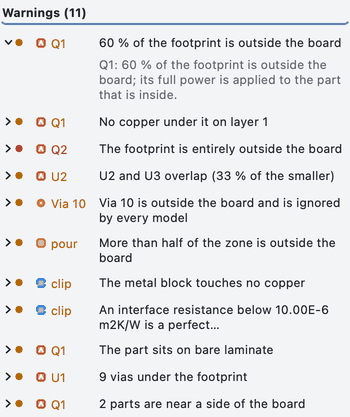 Warnings (11)
Q1 60 % of the footprint is outside the board
Q1: 60 % of the footprint is outside the
board; its full power is applied to the part
that is inside.
Q1 No copper under it on layer 1
Q2 The footprint is entirely outside the board
U2 U2 and U3 overlap (33 % of the smaller)
Via 10 Via 10 is outside the board and is ignored
by every model
pour More than half of the zone is outside the
board
clip The metal block touches no copper
clip An interface resistance below 10.00E-6
m2K/W is a perfect...
Q1 The part sits on bare laminate
U1 9 vias under the footprint
Q1 2 parts are near a side of the board